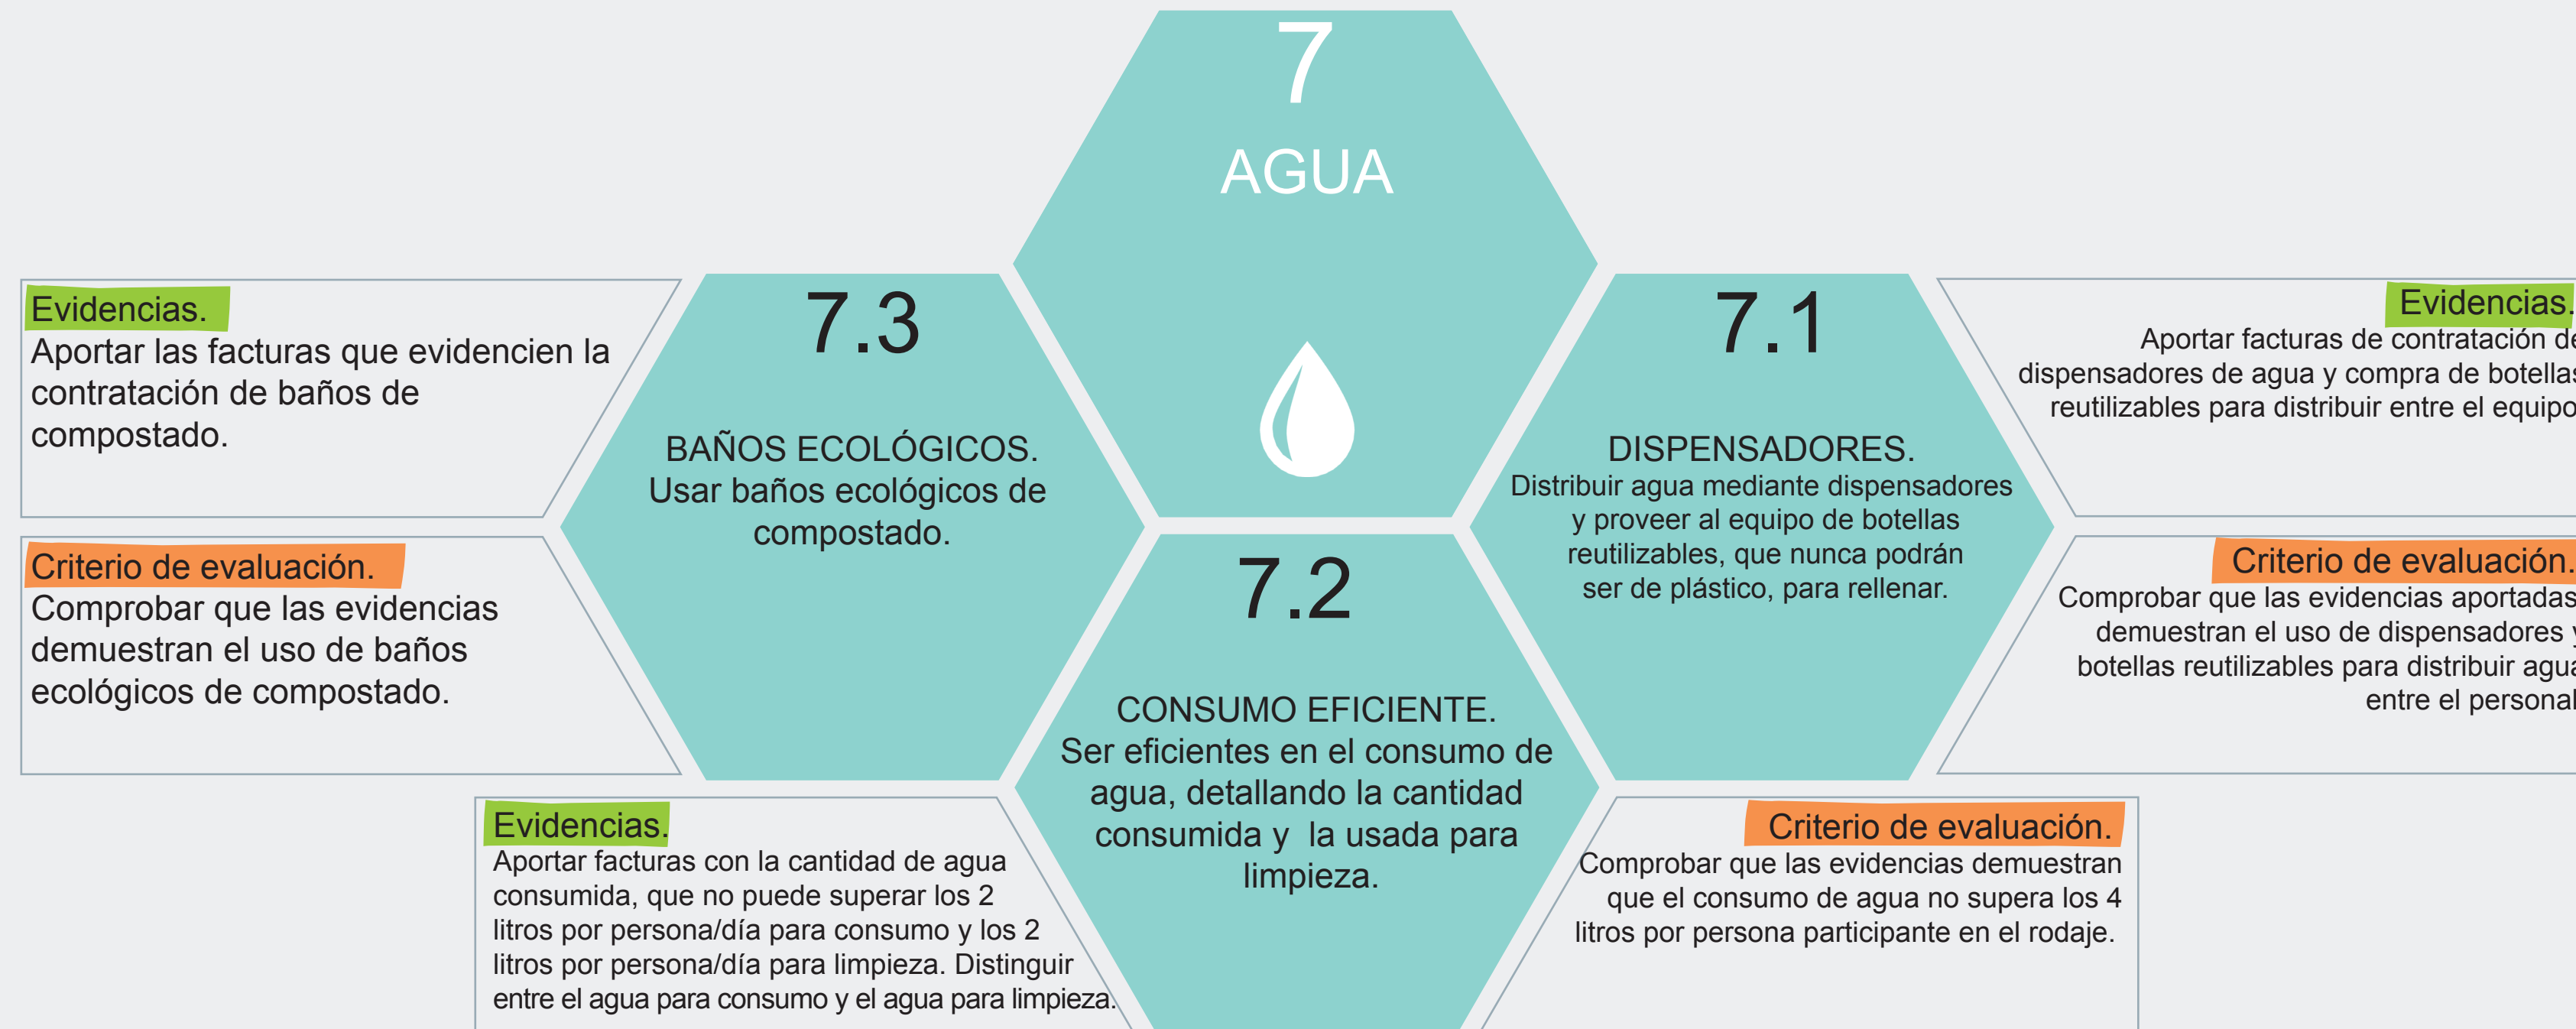 7
AGUA
7.3
BAÑOS ECOLÓGICOS.
Usar baños ecológicos de
compostado.
Evidencias.
Aportar las facturas que evidencien la
contratación de baños de
compostado.
Criterio de evaluación.
Comprobar que las evidencias
demuestran el uso de baños
ecológicos de compostado.
7.1
DISPENSADORES.
Distribuir agua mediante dispensadores
y proveer al equipo de botellas
reutilizables, que nunca podrán
ser de plástico, para rellenar.
Evidencias.
Aportar facturas de contratación de
dispensadores de agua y compra de botellas
reutilizables para distribuir entre el equipo
Criterio de evaluación.
Comprobar que las evidencias aportadas
demuestran el uso de dispensadores y
botellas reutilizables para distribuir agua
entre el personal
7.2
CONSUMO EFICIENTE.
Ser eficientes en el consumo de
agua, detallando la cantidad
consumida y la usada para
limpieza.
Evidencias.
Aportar facturas con la cantidad de agua
consumida, que no puede superar los 2
litros por persona/día para consumo y los 2
litros por persona/día para limpieza. Distinguir
entre el agua para consumo y el agua para limpieza.
Criterio de evaluación.
Comprobar que las evidencias demuestran
que el consumo de agua no supera los 4
litros por persona participante en el rodaje.